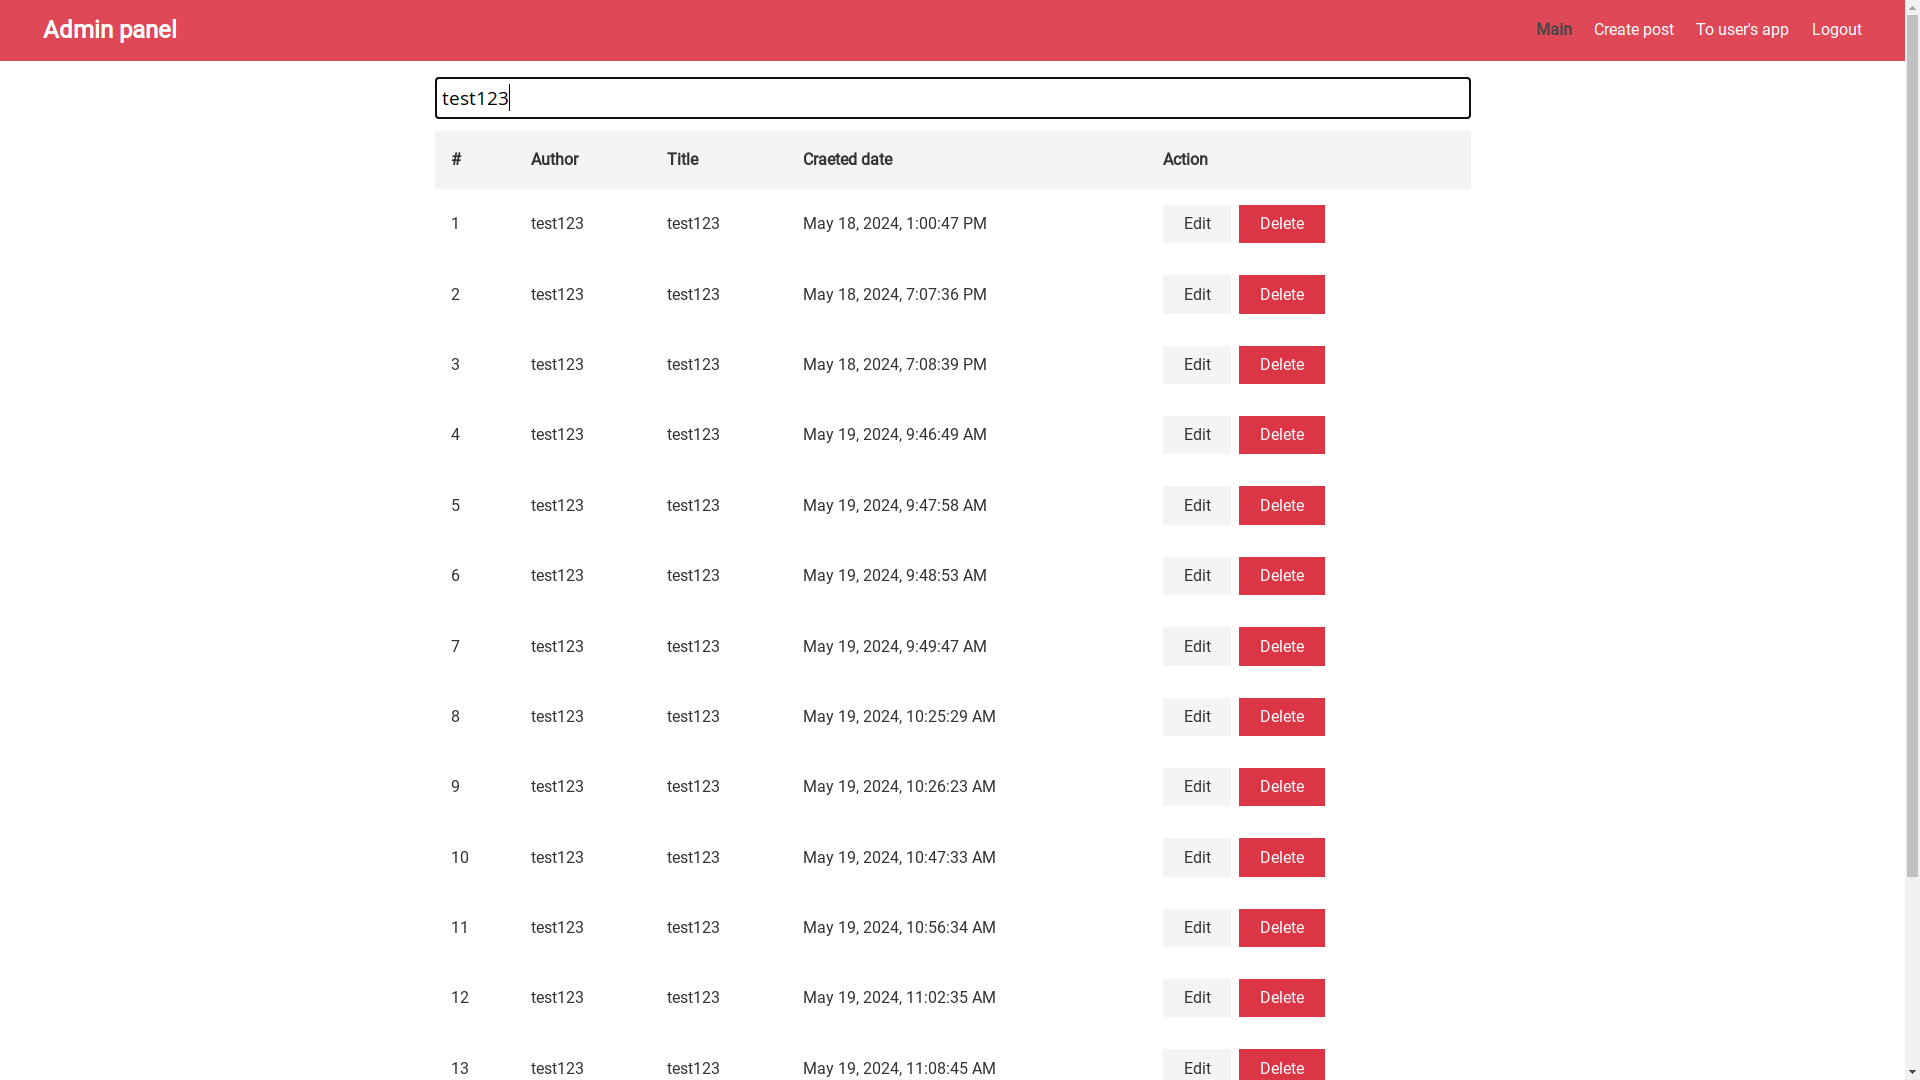 Admin panel Main Create post To user's app Logout
test123
# Author Title Craeted date Action
1 test123 test123 May 18, 2024, 1:00:47 PM Edit Delete
2 test123 test123 May 18, 2024, 7:07:36 PM Edit Delete
3 test123 test123 May 18, 2024, 7:08:39 PM Edit Delete
4 test123 test123 May 19, 2024, 9:46:49 AM Edit Delete
5 test123 test123 May 19, 2024, 9:47:58 AM Edit Delete
6 test123 test123 May 19, 2024, 9:48:53 AM Edit Delete
7 test123 test123 May 19, 2024, 9:49:47 AM Edit Delete
8 test123 test123 May 19, 2024, 10:25:29 AM Edit Delete
9 test123 test123 May 19, 2024, 10:26:23 AM Edit Delete
10 test123 test123 May 19, 2024, 10:47:33 AM Edit Delete
11 test123 test123 May 19, 2024, 10:56:34 AM Edit Delete
12 test123 test123 May 19, 2024, 11:02:35 AM Edit Delete
13 test123 test123 May 19, 2024, 11:08:45 AM Edit Delete